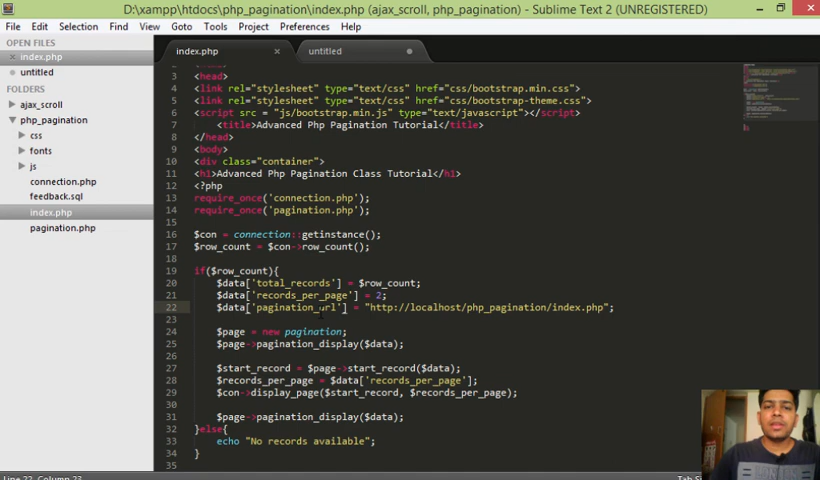 D:\xampp\htdocs\php_pagination\index.php (ajax_scroll, php_pagination) - Sublime Text 2 (UNREGISTERED)
File Edit Selection Find View Goto Tools Project Preferences Help
OPEN FILES
index.php
untitled
FOLDERS
ajax_scroll
php_pagination
css
fonts
js
connection.php
feedback.sql
index.php
pagination.php
index.php
untitled
3 <head>
4 <link rel="stylesheet" type="text/css" href="css/bootstrap.min.css">
5 <link rel="stylesheet" type="text/css" href="css/bootstrap-theme.css">
6 <script src = "js/bootstrap.min.js" type="text/javascript"></script>
7 <title>Advanced Php Pagination Tutorial</title>
8 </head>
9 <body>
10 <div class="container">
11 <h1>Advanced Php Pagination Class Tutorial</h1>
12 <?php
13 require_once('connection.php');
14 require_once('pagination.php');
15
16 $con = connection::getinstance();
17 $row_count = $con->row_count();
18
19 if($row_count){
20 $data['total_records'] = $row_count;
21 $data['records_per_page'] = 2;
22 $data['pagination_url'] = "http://localhost/php_pagination/index.php";
23
24 $page = new pagination;
25 $page->pagination_display($data);
26
27 $start_record = $page->start_record($data);
28 $records_per_page = $data['records_per_page'];
29 $con->display_page($start_record, $records_per_page);
30
31 $page->pagination_display($data);
32 }else{
33 echo "No records available";
34 }
35
Line 22, Column 23